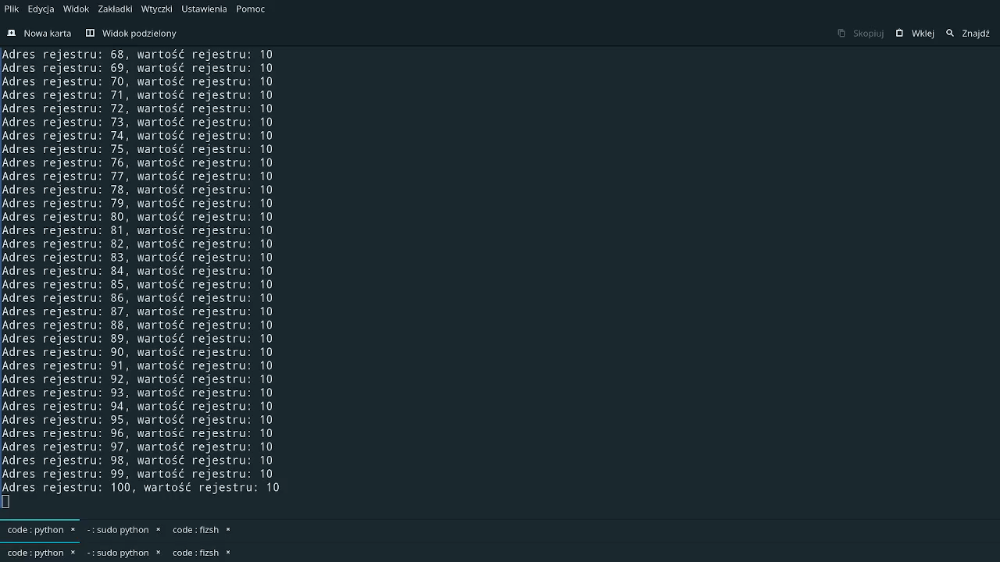 Plik Edycja Widok Zakładki Wtyczki Ustawienia Pomoc
Nowa karta Widok podzielony Skopiuj Wklej Znajdź
Adres rejestru: 68, wartość rejestru: 10
Adres rejestru: 69, wartość rejestru: 10
Adres rejestru: 70, wartość rejestru: 10
Adres rejestru: 71, wartość rejestru: 10
Adres rejestru: 72, wartość rejestru: 10
Adres rejestru: 73, wartość rejestru: 10
Adres rejestru: 74, wartość rejestru: 10
Adres rejestru: 75, wartość rejestru: 10
Adres rejestru: 76, wartość rejestru: 10
Adres rejestru: 77, wartość rejestru: 10
Adres rejestru: 78, wartość rejestru: 10
Adres rejestru: 79, wartość rejestru: 10
Adres rejestru: 80, wartość rejestru: 10
Adres rejestru: 81, wartość rejestru: 10
Adres rejestru: 82, wartość rejestru: 10
Adres rejestru: 83, wartość rejestru: 10
Adres rejestru: 84, wartość rejestru: 10
Adres rejestru: 85, wartość rejestru: 10
Adres rejestru: 86, wartość rejestru: 10
Adres rejestru: 87, wartość rejestru: 10
Adres rejestru: 88, wartość rejestru: 10
Adres rejestru: 89, wartość rejestru: 10
Adres rejestru: 90, wartość rejestru: 10
Adres rejestru: 91, wartość rejestru: 10
Adres rejestru: 92, wartość rejestru: 10
Adres rejestru: 93, wartość rejestru: 10
Adres rejestru: 94, wartość rejestru: 10
Adres rejestru: 95, wartość rejestru: 10
Adres rejestru: 96, wartość rejestru: 10
Adres rejestru: 97, wartość rejestru: 10
Adres rejestru: 98, wartość rejestru: 10
Adres rejestru: 99, wartość rejestru: 10
Adres rejestru: 100, wartość rejestru: 10
code : python × - : sudo python × code : fizsh ×
code : python × - : sudo python × code : fizsh ×